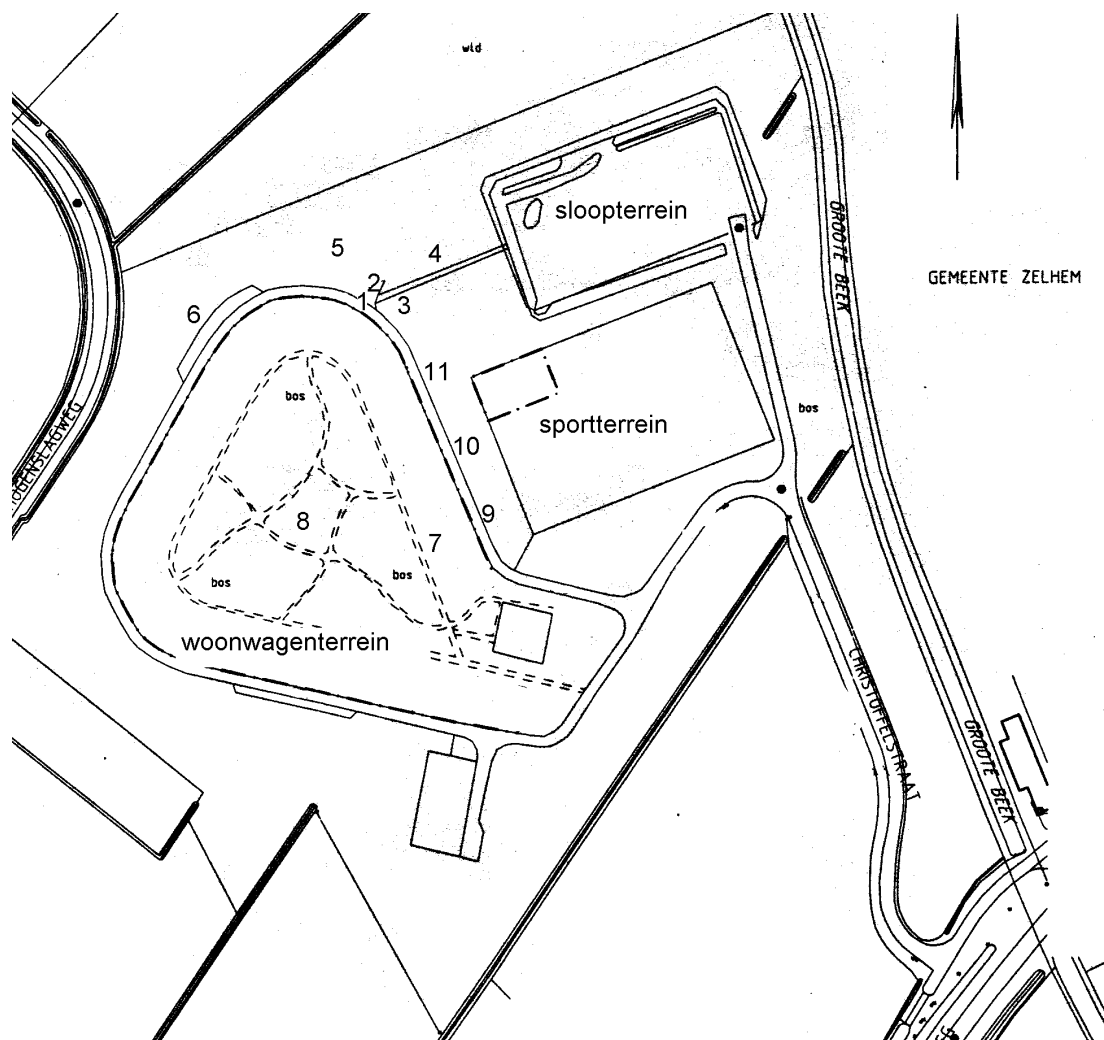 wld
sloopterrein
GROOTE BEEK
GEMEENTE ZELHEM
5
4
2
1
3
6
11
bos
bos
sportterrein
10
9
8
7
bos
bos
woonwagenterrein
CHRISTOFFELSTRAAT
GROOTE BEEK